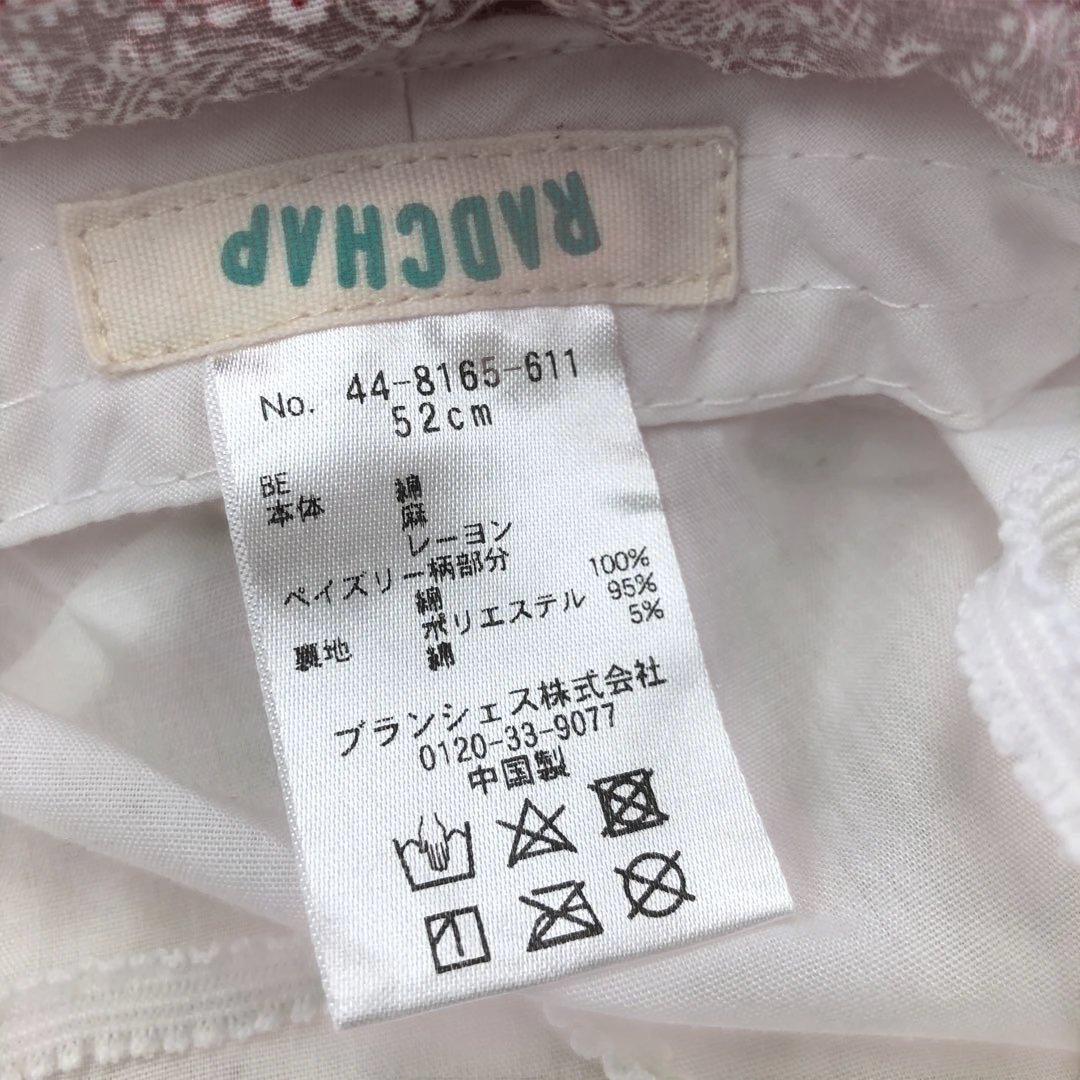 RADCHAP
No. 44-8165-611
52cm
BE
本体 綿
麻
レーヨン
ペイズリー柄部分
綿 100%
ポリエステル 95%
裏地 綿 5%
ブランシェス株式会社
0120-33-9077
中国製